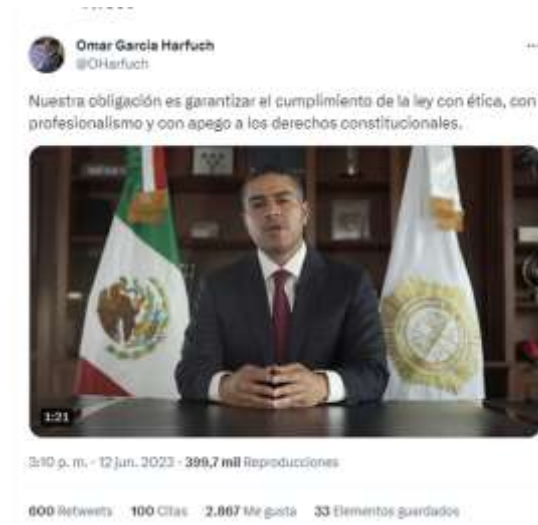 Omar Garcia Harfuch
@OHarfuch
Nuestra obligación es garantizar el cumplimiento de la ley con ética, con
profesionalismo y con apego a los derechos constitucionales.
1:21
3:10 p. m. · 12 jun. 2023 · 399,7 mil Reproducciones
600 Retweets 100 Citas 2.867 Me gusta 33 Elementos guardados